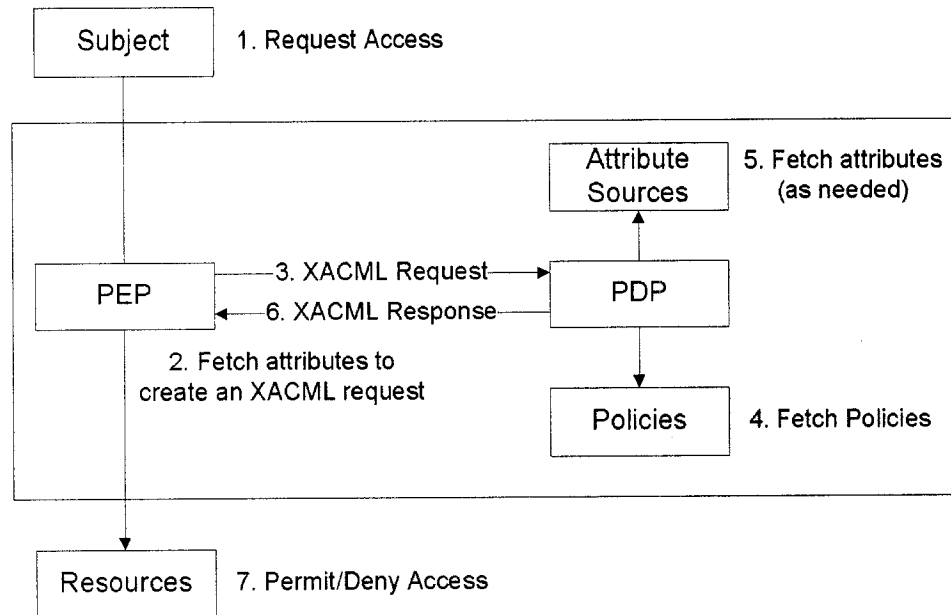 Subject
1. Request Access
Attribute
Sources
5. Fetch attributes
(as needed)
PEP
3. XACML Request
6. XACML Response
PDP
2. Fetch attributes to
create an XACML request
Policies
4. Fetch Policies
Resources
7. Permit/Deny Access